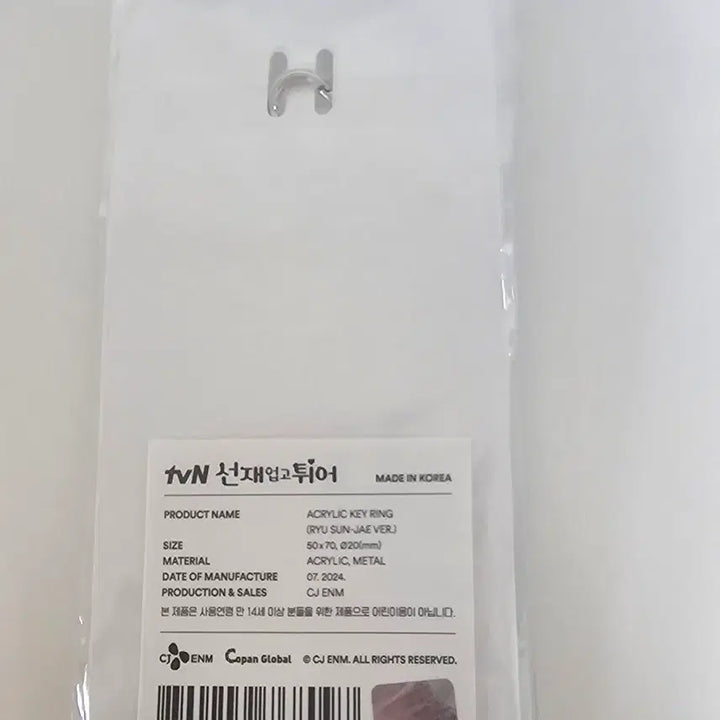 tvN 선재업고튀어 MADE IN KOREA
PRODUCT NAME ACRYLIC KEY RING
(RYU SUN-JAE VER.)
SIZE 50x70, Ø20(mm)
MATERIAL ACRYLIC, METAL
DATE OF MANUFACTURE 07. 2024.
PRODUCTION & SALES CJ ENM
본 제품은 사용연령 만 14세 이상 분들을 위한 제품으로 어린이용이 아닙니다.
CJ ENM Copan Global © CJ ENM. ALL RIGHTS RESERVED.